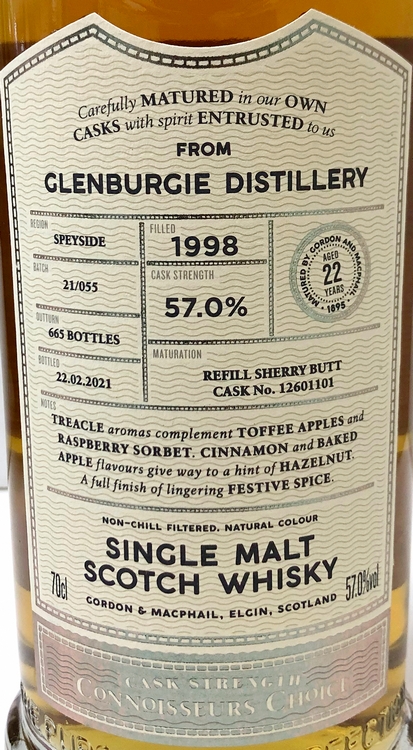 Carefully MATURED in our OWN
CASKS with spirit ENTRUSTED to us
FROM
GLENBURGIE DISTILLERY
REGION
SPEYSIDE
BATCH
21/055
OUTTURN
665 BOTTLES
BOTTLED
22.02.2021
FILLED
1998
CASK STRENGTH
57.0%
MATURED BY GORDON AND MACPHAIL
AGED
22
YEARS
• 1895 •
MATURATION
REFILL SHERRY BUTT
CASK No. 12601101
NOTES
TREACLE aromas complement TOFFEE APPLES and
RASPBERRY SORBET. CINNAMON and BAKED
APPLE flavours give way to a hint of HAZELNUT.
A full finish of lingering FESTIVE SPICE.
NON-CHILL FILTERED. NATURAL COLOUR
SINGLE MALT
SCOTCH WHISKY
70cl
57.0%vol
GORDON & MACPHAIL, ELGIN, SCOTLAND
CASK STRENGTH
CONNOISSEURS CHOICE